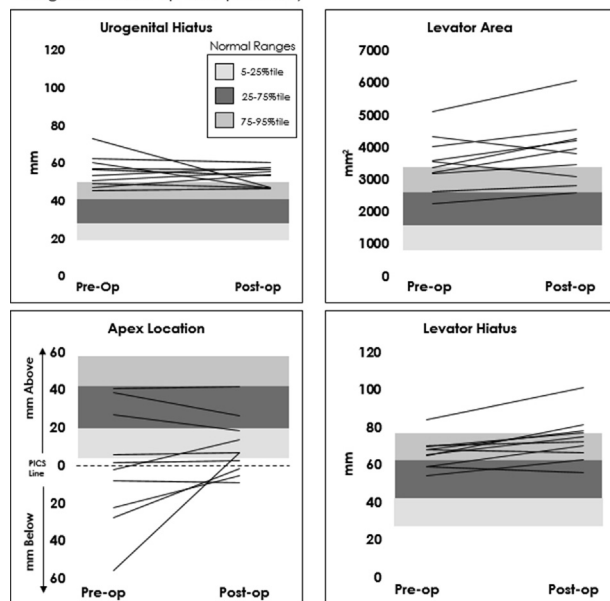 Urogenital Hiatus
120
100
80
60
40
20
0
mm
Normal Ranges
5-25%tile
25-75%tile
75-95%tile
Pre-Op
Post-op
Levator Area
7000
6000
5000
4000
3000
2000
1000
0
mm²
Pre-Op
Post-op
Apex Location
60
40
20
0
20
40
60
mm Above
PICS
Line
mm Below
Pre-op
Post-op
Levator Hiatus
120
100
80
60
40
20
0
mm
Pre-op
Post-op